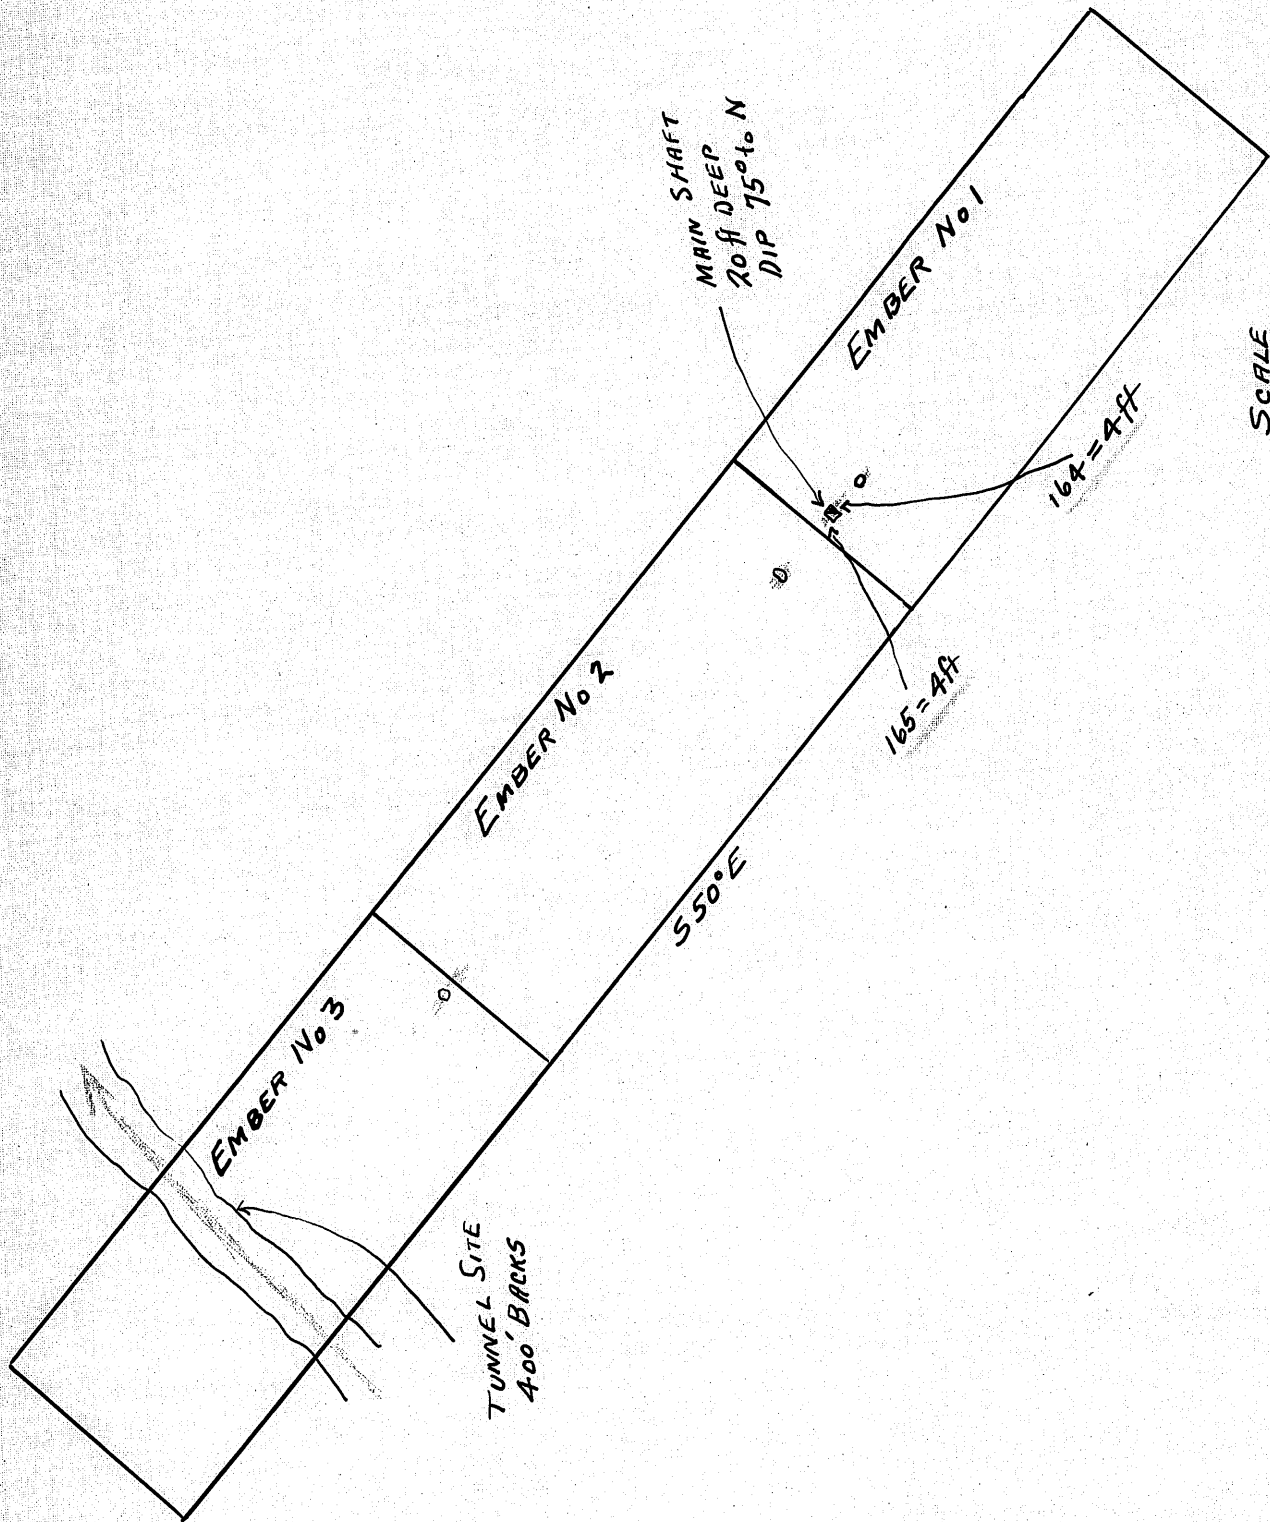 MAIN SHAFT
20 ft DEEP
DIP 75° to N
EMBER No 1
164 = 4ft
SCALE
EMBER No 2
165 = 4ft
S 50° E
EMBER No 3
TUNNEL SITE
400' BACKS